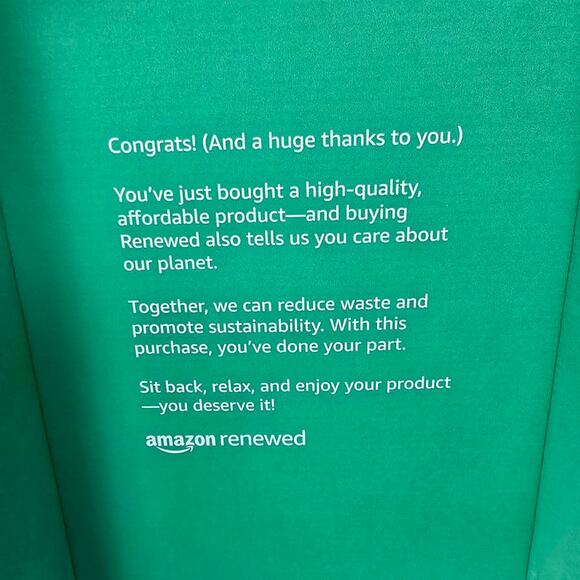 Congrats! (And a huge thanks to you.)
You've just bought a high-quality,
affordable product—and buying
Renewed also tells us you care about
our planet.
Together, we can reduce waste and
promote sustainability. With this
purchase, you've done your part.
Sit back, relax, and enjoy your product
—you deserve it!
amazon renewed